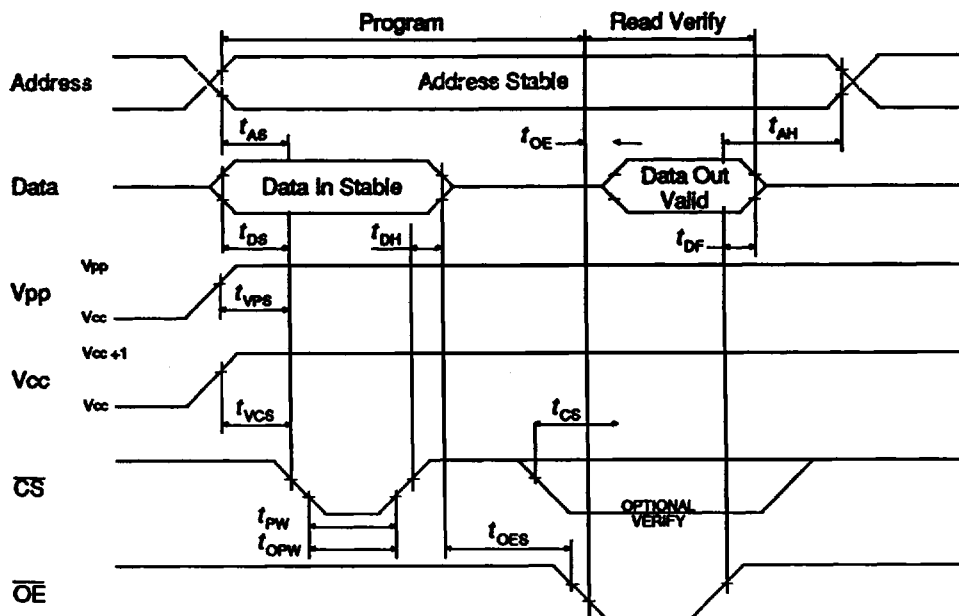 Program
Read Verify
Address
Address Stable
tAS
tOE
tAH
Data
Data In Stable
Data Out
Valid
tDS
tDH
tDF
Vpp
Vpp
tVPS
Vcc
Vcc +1
Vcc
tVCS
Vcc
tCS
CS
OPTIONAL
VERIFY
tPW
tOPW
tOES
OE